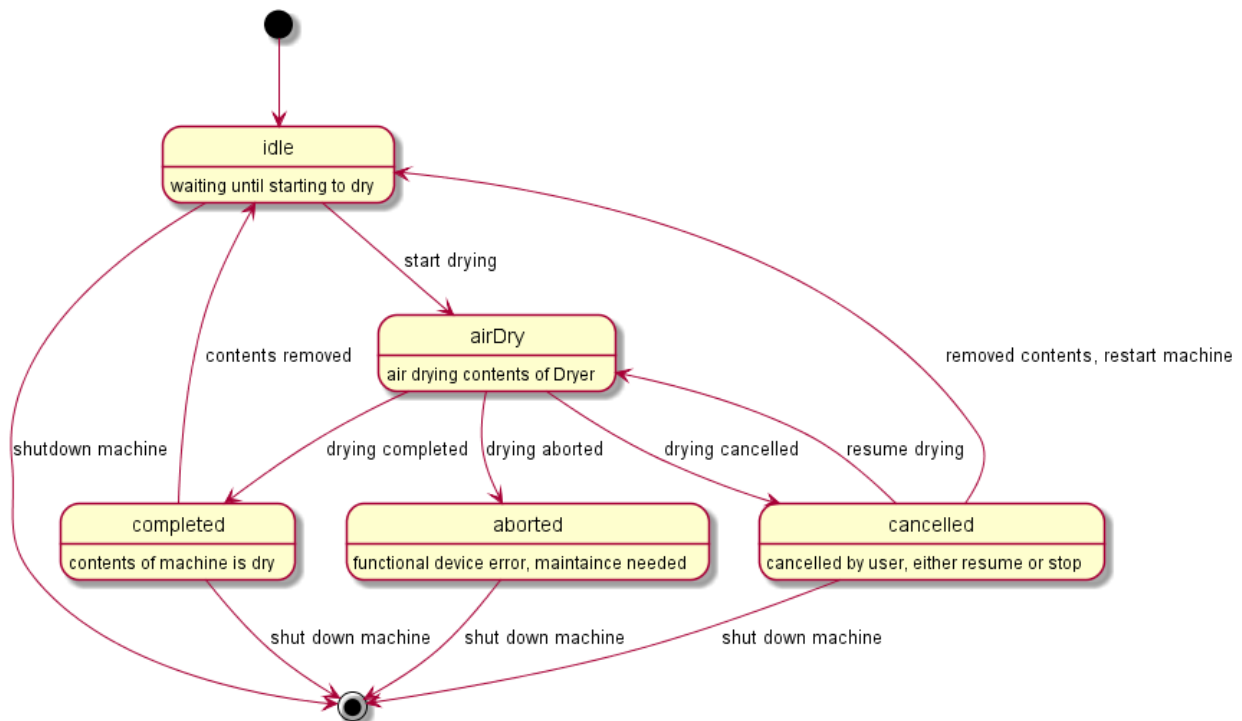 idle
waiting until starting to dry
start drying
airDry
air drying contents of Dryer
contents removed
removed contents, restart machine
shutdown machine
drying completed
drying aborted
drying cancelled
resume drying
completed
contents of machine is dry
aborted
functional device error, maintaince needed
cancelled
cancelled by user, either resume or stop
shut down machine
shut down machine
shut down machine